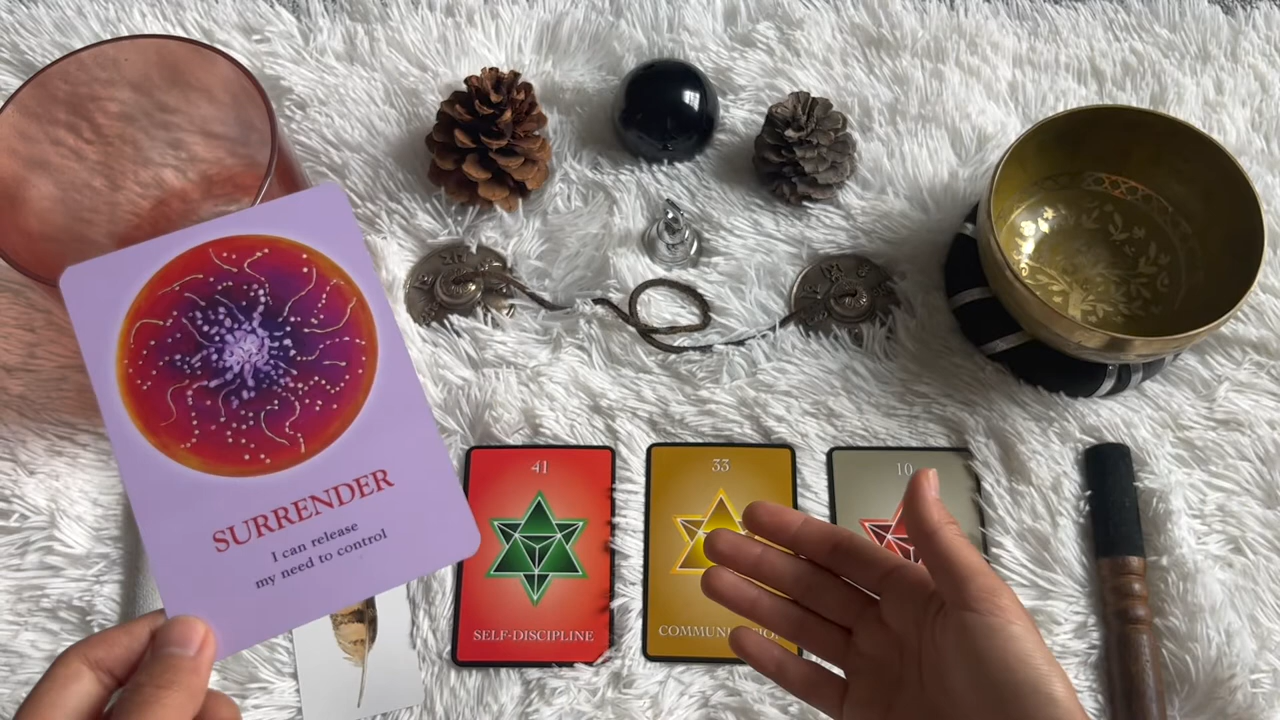 SURRENDER
I can release
my need to control
41
SELF-DISCIPLINE
33
10